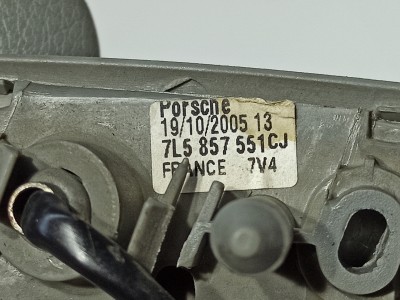 Porsche
19/10/2005 13
7L5 857 551CJ
FRANCE 7V4